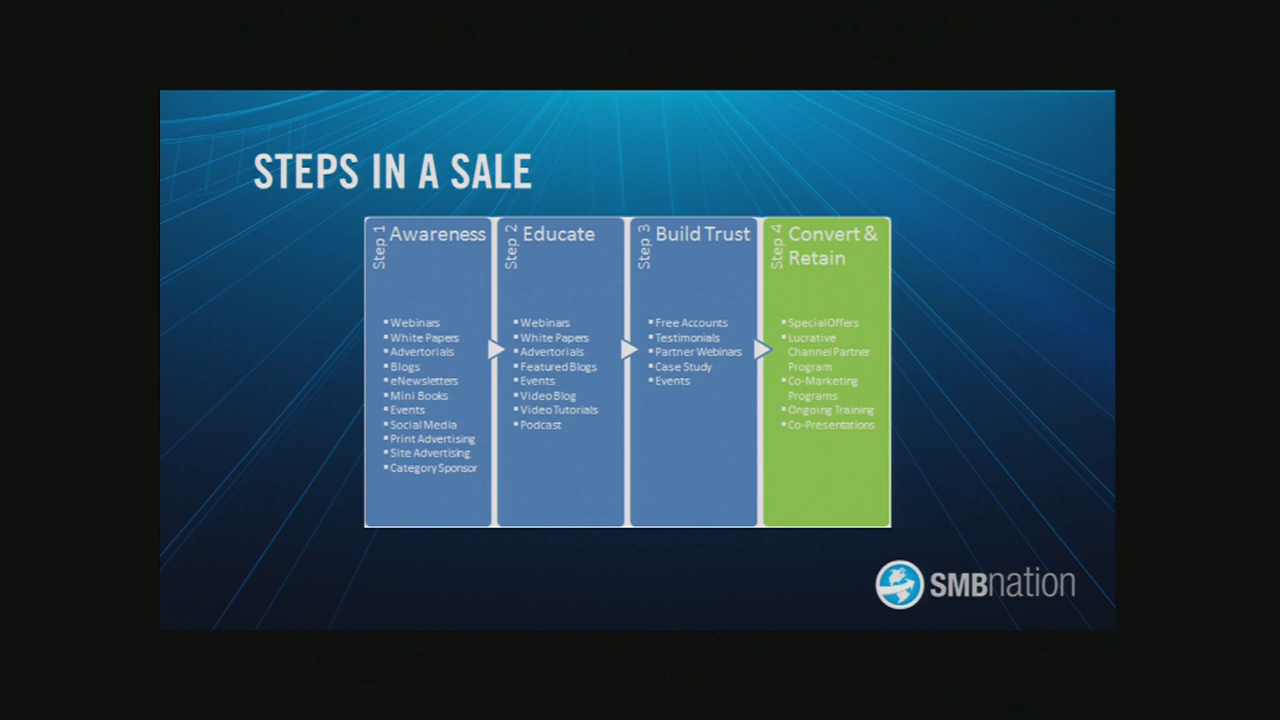 STEPS IN A SALE
Step 1
Awareness
▪Webinars
▪White Papers
▪Advertorials
▪Blogs
▪eNewsletters
▪Mini Books
▪Events
▪Social Media
▪Print Advertising
▪Site Advertising
▪Category Sponsor
Step 2
Educate
▪Webinars
▪White Papers
▪Advertorials
▪Featured Blogs
▪Events
▪Video Blog
▪Video Tutorials
▪Podcast
Step 3
Build Trust
▪Free Accounts
▪Testimonials
▪Partner Webinars
▪Case Study
▪Events
Step 4
Convert &
Retain
▪Special Offers
▪Lucrative
Channel Partner
Program
▪Co-Marketing
Programs
▪Ongoing Training
▪Co-Presentations
SMBnation